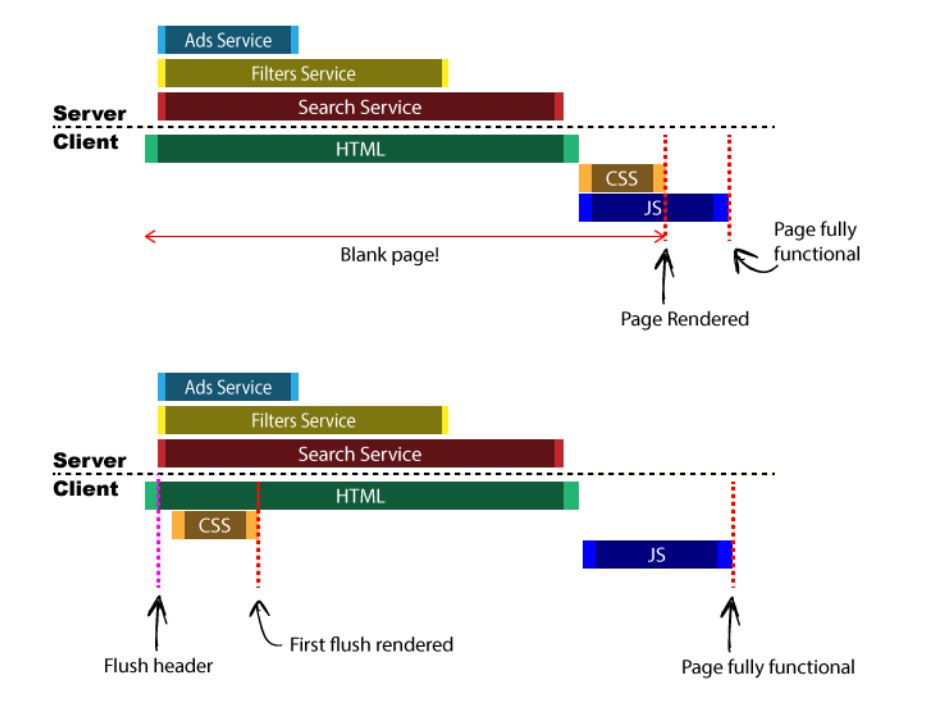 Ads Service
Filters Service
Search Service
Server
Client
HTML
CSS
JS
Blank page!
Page fully
functional
Page Rendered
Ads Service
Filters Service
Search Service
Server
Client
HTML
CSS
JS
First flush rendered
Flush header
Page fully functional